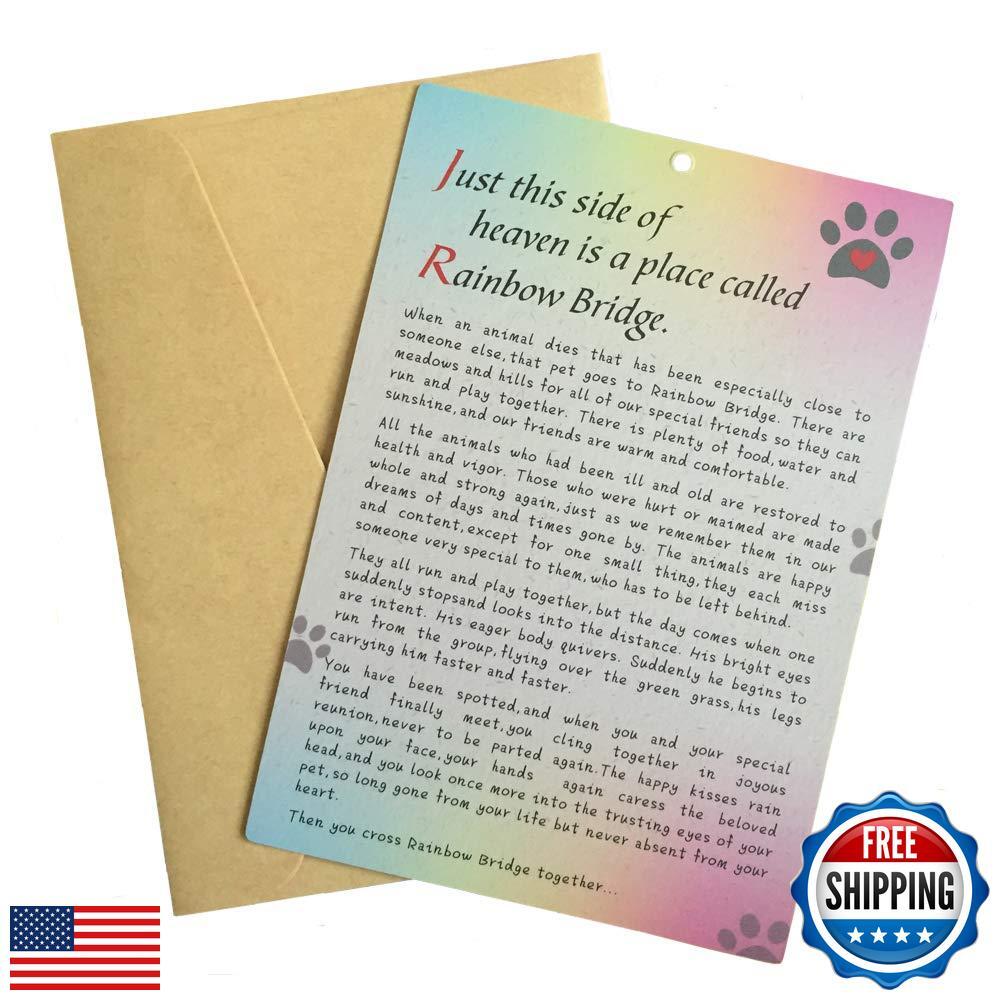 Just this side of
heaven is a place called
Rainbow Bridge.
When an animal dies that has been especially close to
someone else, that pet goes to Rainbow Bridge. There are
meadows and hills for all of our special friends so they can
run and play together. There is plenty of food, water and
sunshine, and our friends are warm and comfortable.
All the animals who had been ill and old are restored to
health and vigor. Those who were hurt or maimed are made
whole and strong again, just as we remember them in our
dreams of days and times gone by. The animals are happy
and content, except for one small thing, they each miss
someone very special to them, who has to be left behind.
They all run and play together, but the day comes when one
suddenly stopsand looks into the distance. His bright eyes
are intent. His eager body quivers. Suddenly he begins to
run from the group, flying over the green grass, his legs
carrying him faster and faster.
You have been spotted, and when you and your special
friend finally meet, you cling together in joyous
reunion, never to be parted again. The happy kisses rain
upon your face, your hands again caress the beloved
head, and you look once more into the trusting eyes of your
pet, so long gone from your life but never absent from your
heart.
Then you cross Rainbow Bridge together...
FREE
SHIPPING